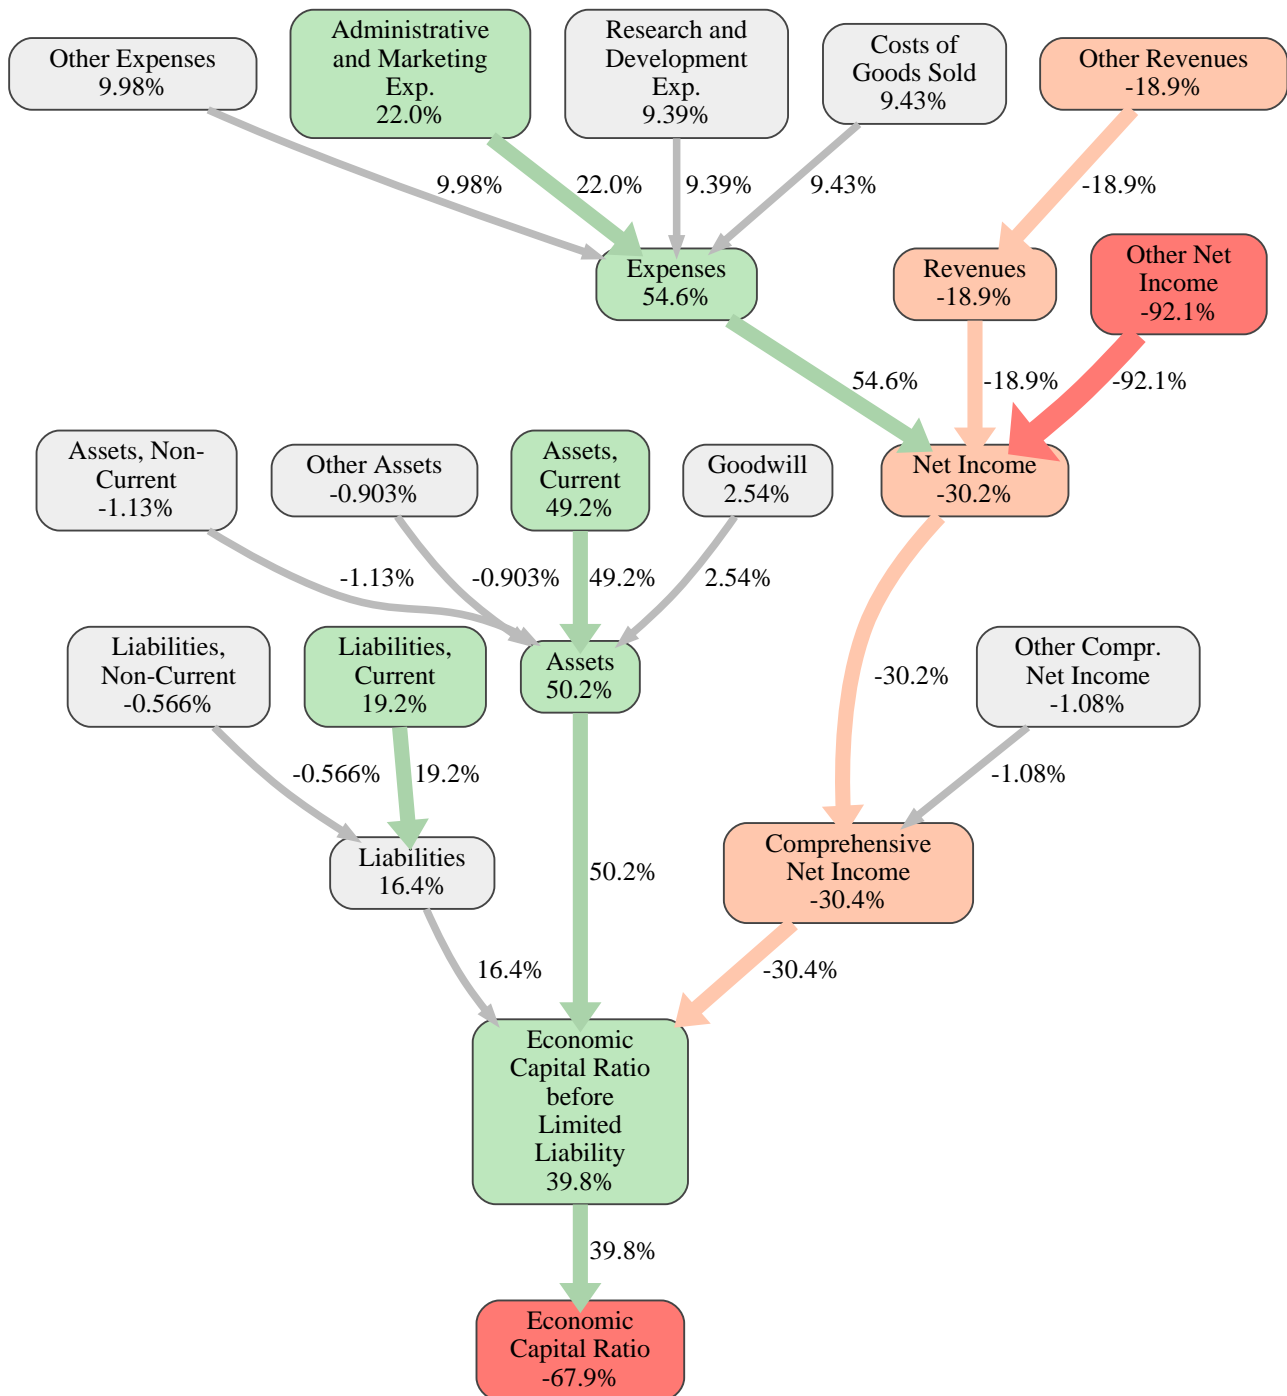 Other Expenses
9.98%
Administrative
and Marketing
Exp.
22.0%
Research and
Development
Exp.
9.39%
Costs of
Goods Sold
9.43%
Other Revenues
-18.9%
9.98%
22.0%
9.39%
9.43%
-18.9%
Expenses
54.6%
Revenues
-18.9%
Other Net
Income
-92.1%
54.6%
-18.9%
-92.1%
Assets, Non-
Current
-1.13%
Other Assets
-0.903%
Assets,
Current
49.2%
Goodwill
2.54%
Net Income
-30.2%
-1.13%
-0.903%
49.2%
2.54%
Liabilities,
Non-Current
-0.566%
Liabilities,
Current
19.2%
Assets
50.2%
-30.2%
Other Compr.
Net Income
-1.08%
-0.566%
19.2%
-1.08%
Liabilities
16.4%
50.2%
Comprehensive
Net Income
-30.4%
16.4%
-30.4%
Economic
Capital Ratio
before
Limited
Liability
39.8%
39.8%
Economic
Capital Ratio
-67.9%